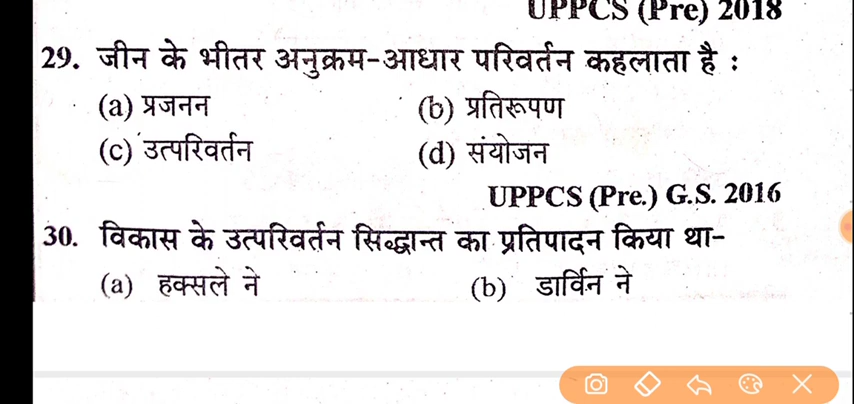 UPPCS (Pre) 2018
29. जीन के भीतर अनुक्रम-आधार परिवर्तन कहलाता है :
(a) प्रजनन (b) प्रतिरूपण
(c) उत्परिवर्तन (d) संयोजन
UPPCS (Pre.) G.S. 2016
30. विकास के उत्परिवर्तन सिद्धान्त का प्रतिपादन किया था-
(a) हक्सले ने (b) डार्विन ने